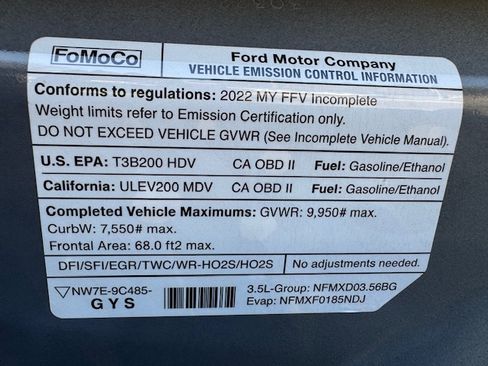 FoMoCo
Ford Motor Company
VEHICLE EMISSION CONTROL INFORMATION
Conforms to regulations: 2022 MY FFV Incomplete
Weight limits refer to Emission Certification only.
DO NOT EXCEED VEHICLE GVWR (See Incomplete Vehicle Manual).
U.S. EPA: T3B200 HDV CA OBD II Fuel: Gasoline/Ethanol
California: ULEV200 MDV CA OBD II Fuel: Gasoline/Ethanol
Completed Vehicle Maximums: GVWR: 9,950# max.
CurbW: 7,550# max.
Frontal Area: 68.0 ft2 max.
DFI/SFI/EGR/TWC/WR-HO2S/HO2S No adjustments needed.
NW7E-9C485- 3.5L-Group: NFMXD03.56BG
GYS Evap: NFMXF0185NDJ